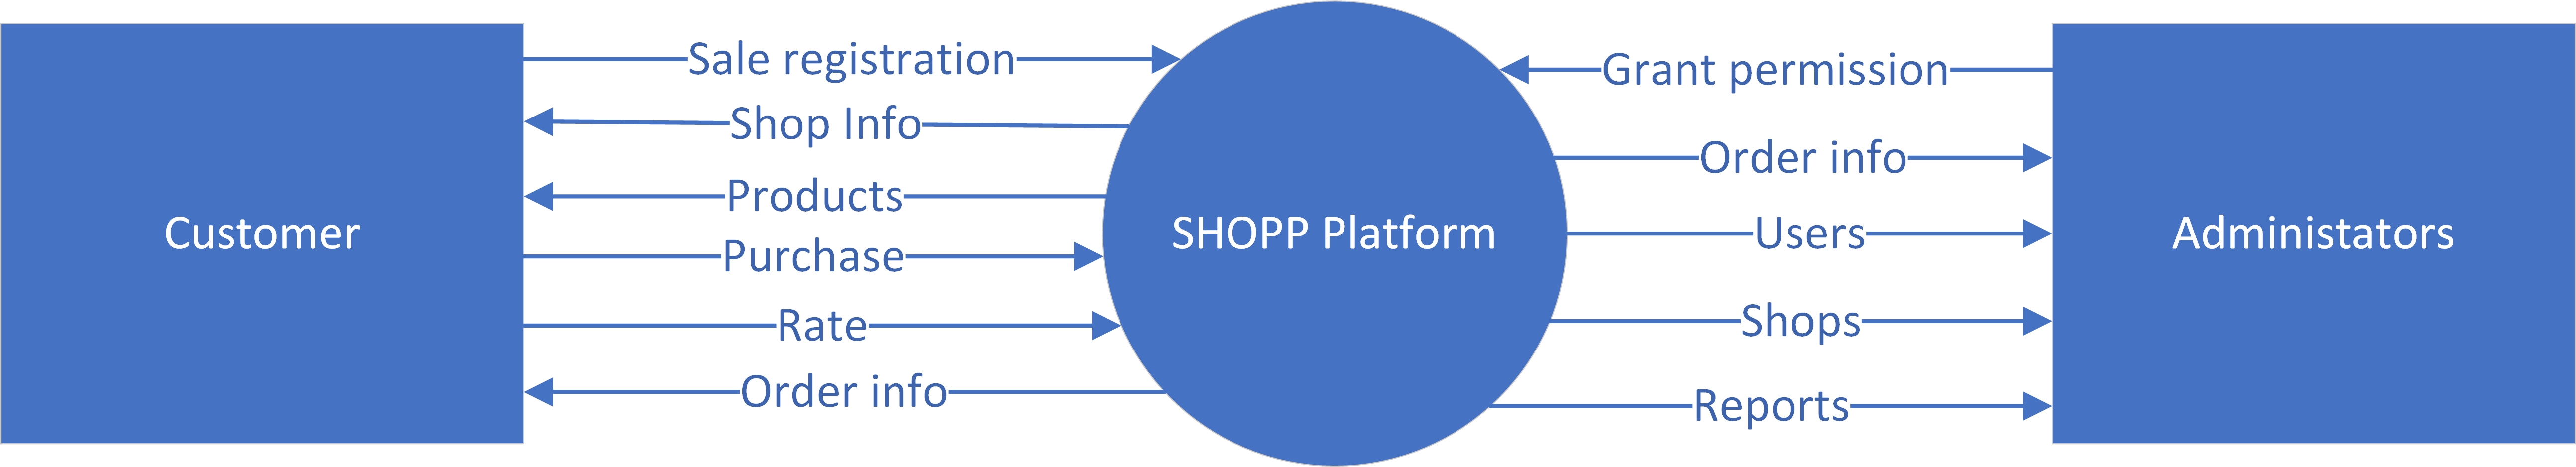 Customer
Sale registration
Shop Info
Products
Purchase
Rate
Order info
SHOPP Platform
Grant permission
Order info
Users
Shops
Reports
Administators